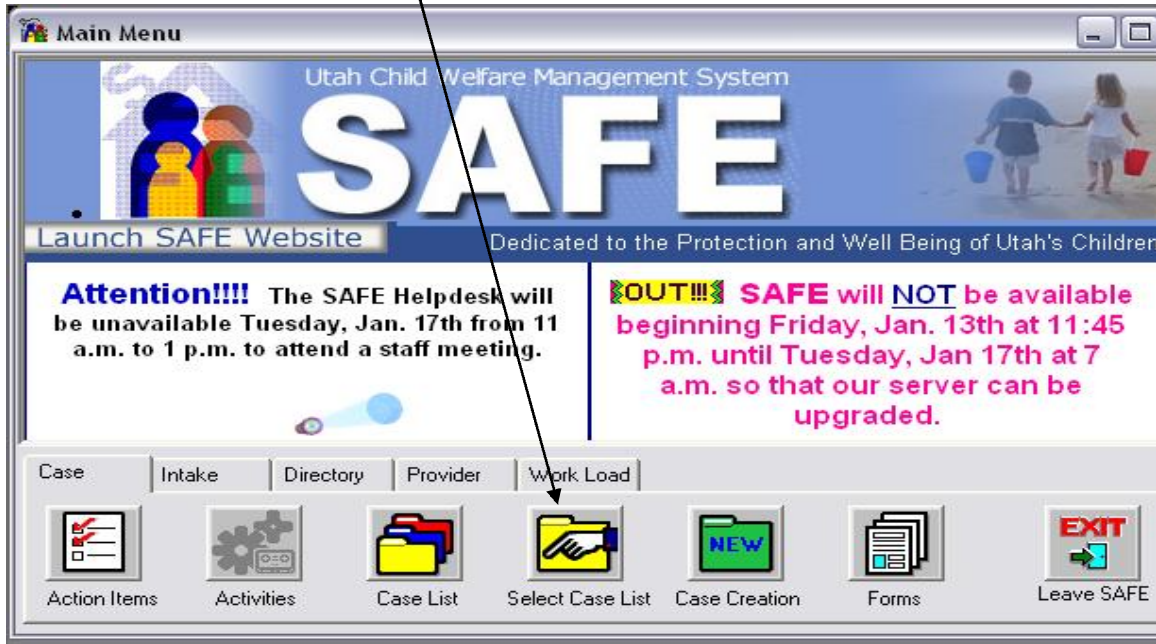 Main Menu
Utah Child Welfare Management System
SAFE
Launch SAFE Website
Dedicated to the Protection and Well Being of Utah's Children
Attention!!!! The SAFE Helpdesk will
be unavailable Tuesday, Jan. 17th from 11
a.m. to 1 p.m. to attend a staff meeting.
OUT!!! SAFE will NOT be available
beginning Friday, Jan. 13th at 11:45
p.m. until Tuesday, Jan 17th at 7
a.m. so that our server can be
upgraded.
Case Intake Directory Provider Work Load
NEW EXIT
Action Items Activities Case List Select Case List Case Creation Forms Leave SAFE